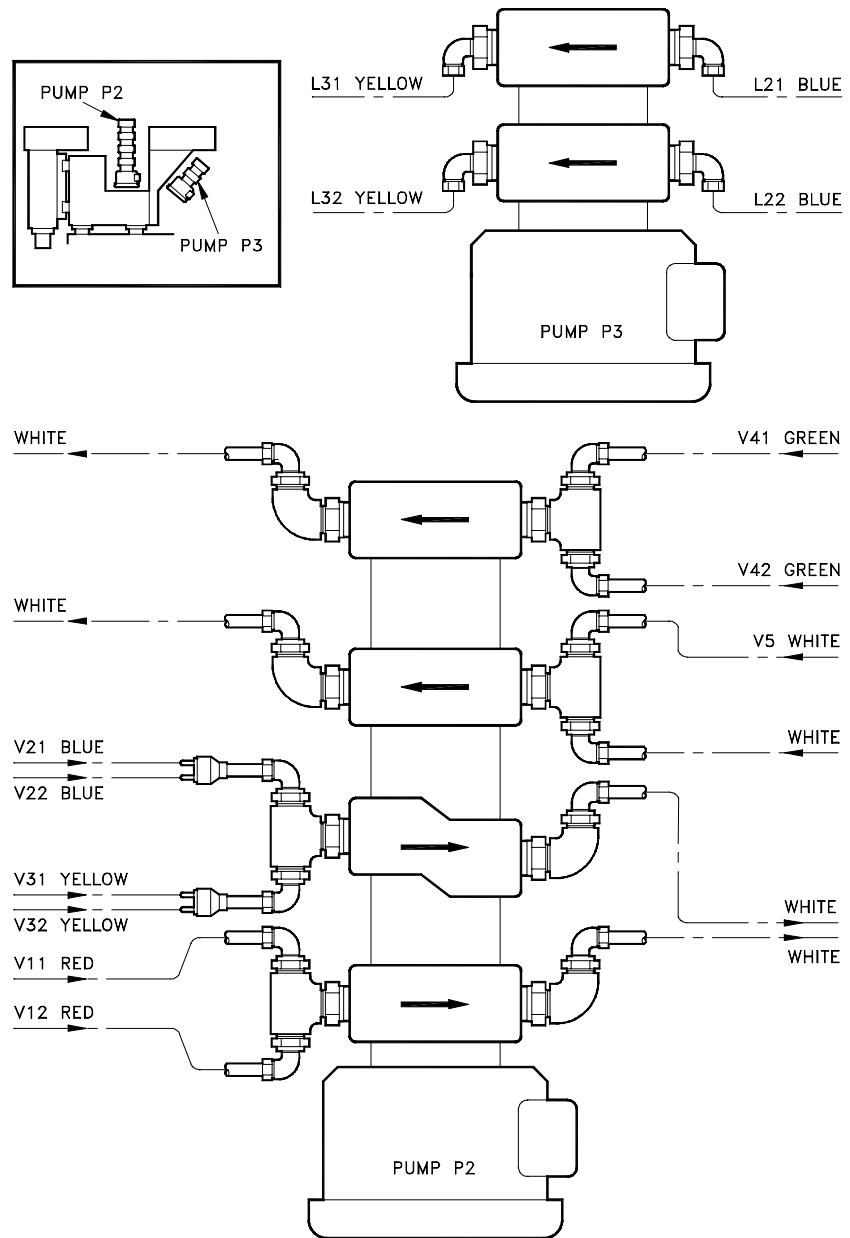 PUMP P2
PUMP P3
L31 YELLOW
L21 BLUE
L32 YELLOW
L22 BLUE
PUMP P3
WHITE
V41 GREEN
V42 GREEN
WHITE
V5 WHITE
V21 BLUE
WHITE
V22 BLUE
V31 YELLOW
WHITE
V32 YELLOW
WHITE
V11 RED
V12 RED
PUMP P2